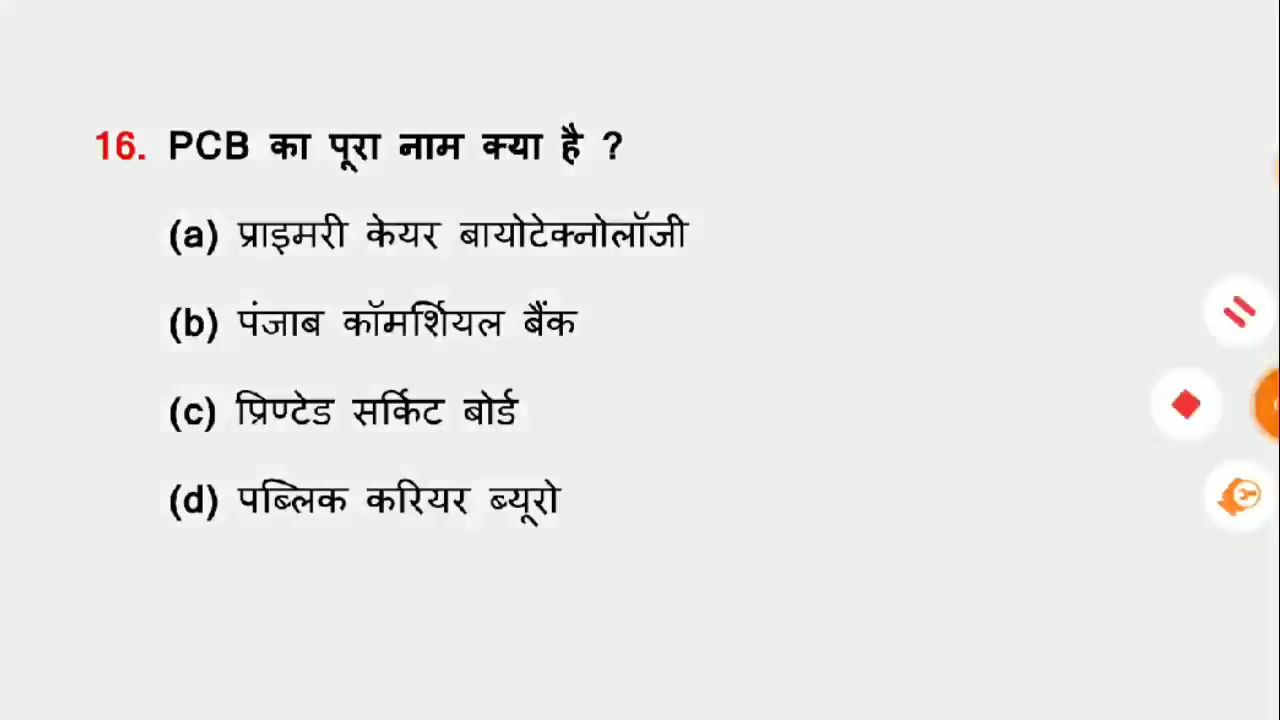 16. PCB का पूरा नाम क्या है ?
(a) प्राइमरी केयर बायोटेक्नोलॉजी
(b) पंजाब कॉमर्शियल बैंक
(c) प्रिण्टेड सर्किट बोर्ड
(d) पब्लिक करियर ब्यूरो